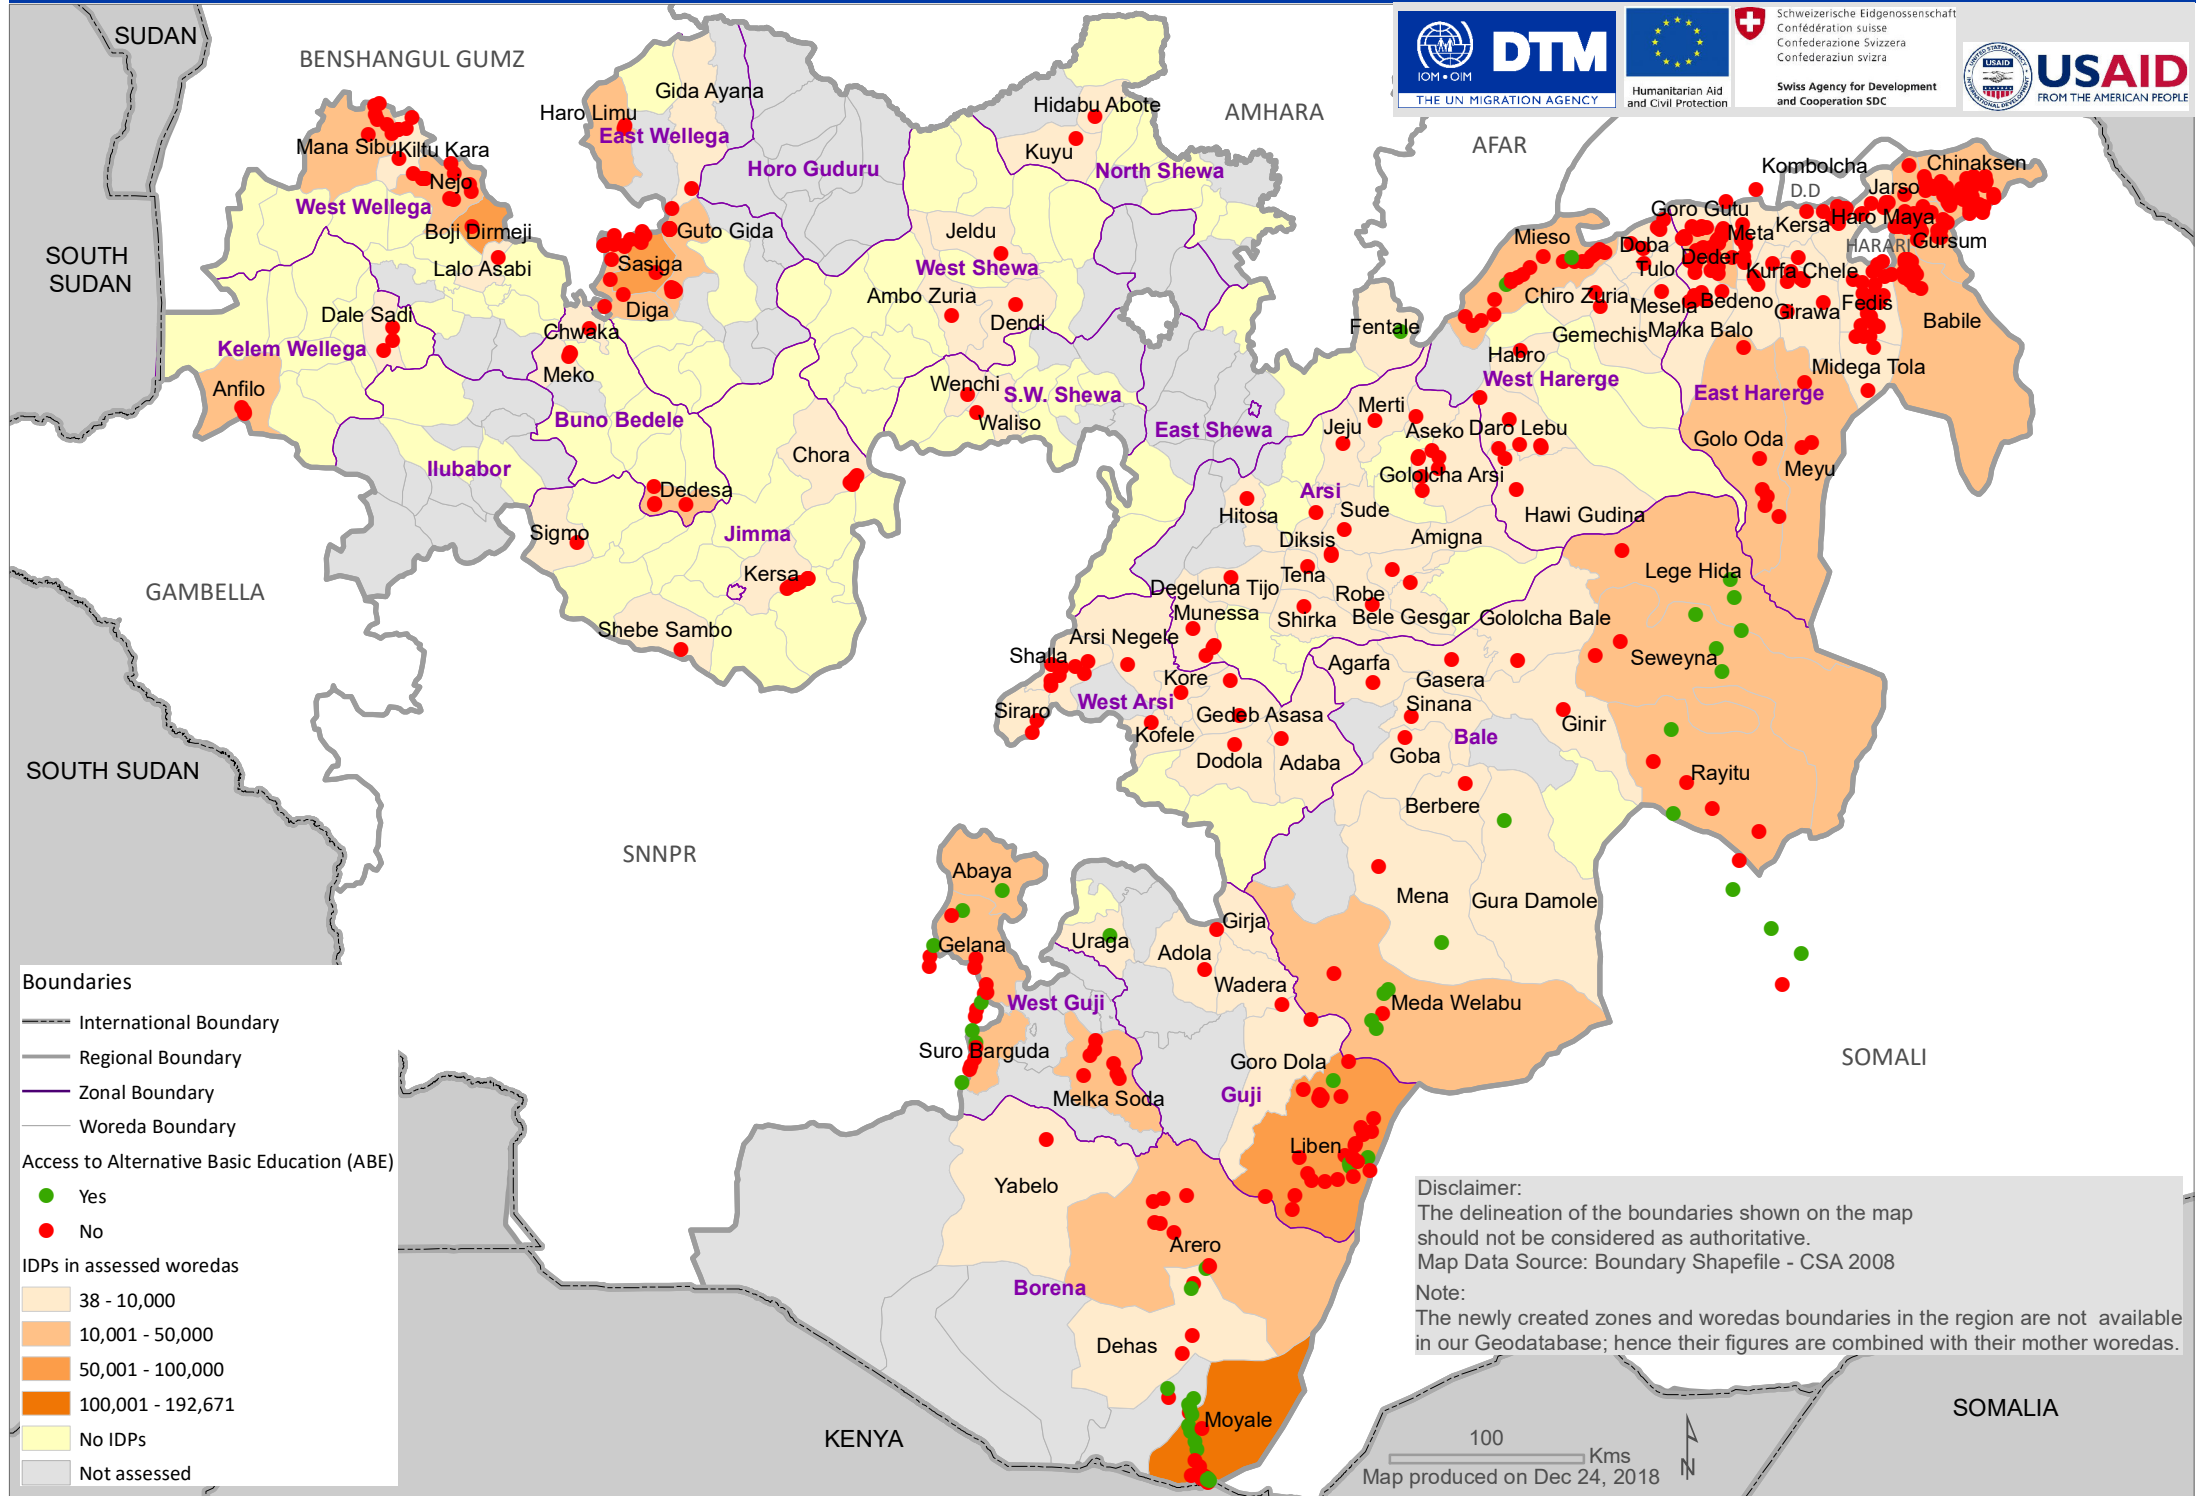 SUDAN
BENSHANGUL GUMZ
IOM • OIM
DTM
THE UN MIGRATION AGENCY
Humanitarian Aid
and Civil Protection
Schweizerische Eidgenossenschaft
Confédération suisse
Confederazione Svizzera
Confederaziun svizra
Swiss Agency for Development
and Cooperation SDC
USAID
FROM THE AMERICAN PEOPLE
Gida Ayana
Haro Limu
East Wellega
Hidabu Abote
AMHARA
Kuyu
AFAR
Mana Sibu
Kiltu Kara
Nejo
Horo Guduru
North Shewa
Kombolcha
D.D
Chinaksen
Jarso
West Wellega
Boji Dirmeji
Guto Gida
Jeldu
Goro Gutu
Haro Maya
Kersa
Meta
Mieso
Doba
HARARI
Gursum
SOUTH
SUDAN
Lalo Asabi
Sasiga
West Shewa
Deder
Tulo
Kurfa Chele
Diga
Ambo Zuria
Dendi
Chiro Zuria
Mesela
Bedeno
Girawa
Fedis
Babile
Dale Sadi
Chwaka
Fentale
Gemechis
Malka Balo
Kelem Wellega
Meko
Habro
Midega Tola
Anfilo
Wenchi
S.W. Shewa
West Harerge
East Harerge
Buno Bedele
Waliso
East Shewa
Merti
Jeju
Aseko
Daro Lebu
Golo Oda
Meyu
Ilubabor
Chora
Gololcha Arsi
Dedesa
Arsi
Hitosa
Sude
Hawi Gudina
Sigmo
Jimma
Diksis
Amigna
Kersa
Tena
Lege Hida
GAMBELLA
Degeluna Tijo
Robe
Munessa
Shirka
Bele Gesgar
Gololcha Bale
Shebe Sambo
Arsi Negele
Shalla
Agarfa
Seweyna
Kore
Gasera
West Arsi
Siraro
Gedeb Asasa
Sinana
Ginir
Kofele
Bale
Goba
Dodola
Adaba
SOUTH SUDAN
Rayitu
Berbere
SNNPR
Abaya
Mena
Gura Damole
Girja
Uraga
Gelana
Adola
Wadera
West Guji
Meda Welabu
Suro Barguda
Goro Dola
SOMALI
Melka Soda
Guji
Liben
Yabelo
Arero
Borena
Dehas
Moyale
KENYA
SOMALIA
Boundaries
International Boundary
Regional Boundary
Zonal Boundary
Woreda Boundary
Access to Alternative Basic Education (ABE)
Yes
No
IDPs in assessed woredas
38 - 10,000
10,001 - 50,000
50,001 - 100,000
100,001 - 192,671
No IDPs
Not assessed
Disclaimer:
The delineation of the boundaries shown on the map
should not be considered as authoritative.
Map Data Source: Boundary Shapefile - CSA 2008
Note:
The newly created zones and woredas boundaries in the region are not available
in our Geodatabase; hence their figures are combined with their mother woredas.
100
Kms
N
Map produced on Dec 24, 2018